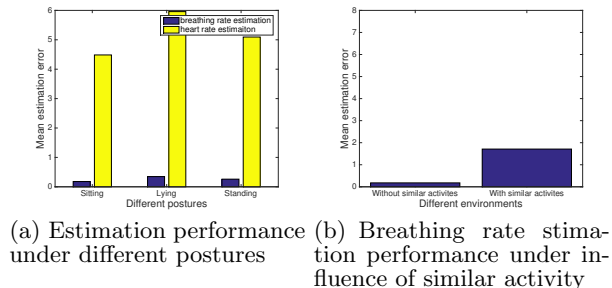 6
5
4
3
2
1
0
Mean estimation error
breathing rate estimation
heart rate estimaiton
Sitting Lying Standing
Different postures
8
7
6
5
4
3
2
1
0
Mean estimation error
Without similar activites With similar activites
Different environments
(a) Estimation performance
under different postures
(b) Breathing rate stima-
tion performance under in-
fluence of similar activity